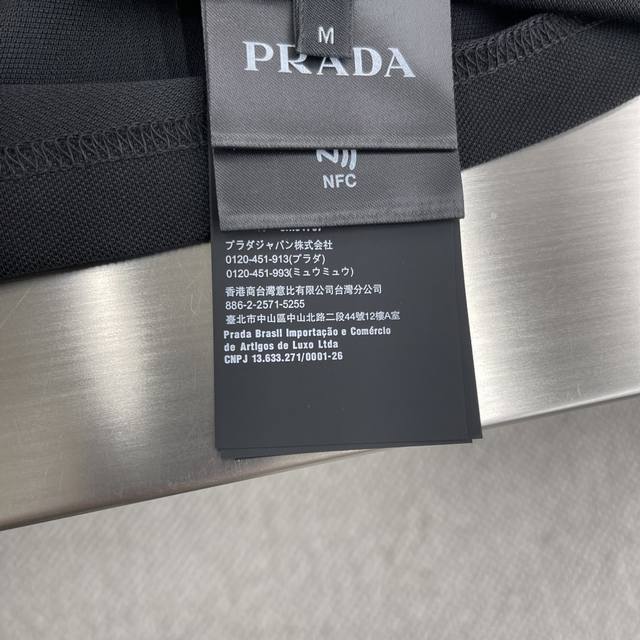 M
PRADA
NFC
プラダジャパン株式会社
0120-451-913(プラダ)
0120-451-993(ミュウミュウ)
香港商台灣意比有限公司台灣分公司
886-2-2571-5255
臺北市中山區中山北路二段44號12樓A室
Prada Brasil Importação e Comércio
de Artigos de Luxo Ltda
CNPJ 13.633.271/0001-26